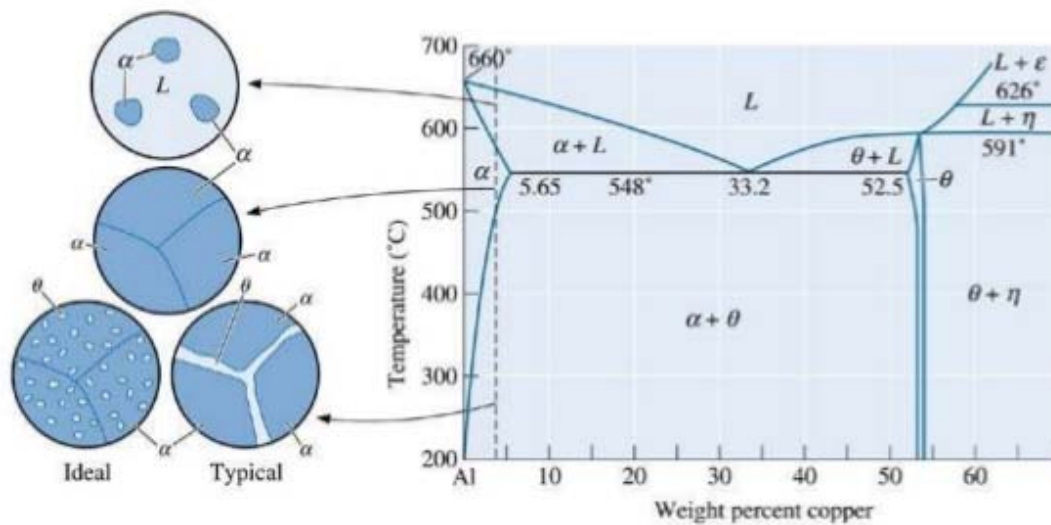 α
L
α
α
α
θ
α
θ
α
α
Ideal
Typical
700
600
500
400
300
200
Temperature (°C)
660°
L
L + ε
626°
L + η
591°
α + L
θ + L
α
5.65
548°
33.2
52.5
θ
α + θ
θ + η
Al
10
20
30
40
50
60
Weight percent copper